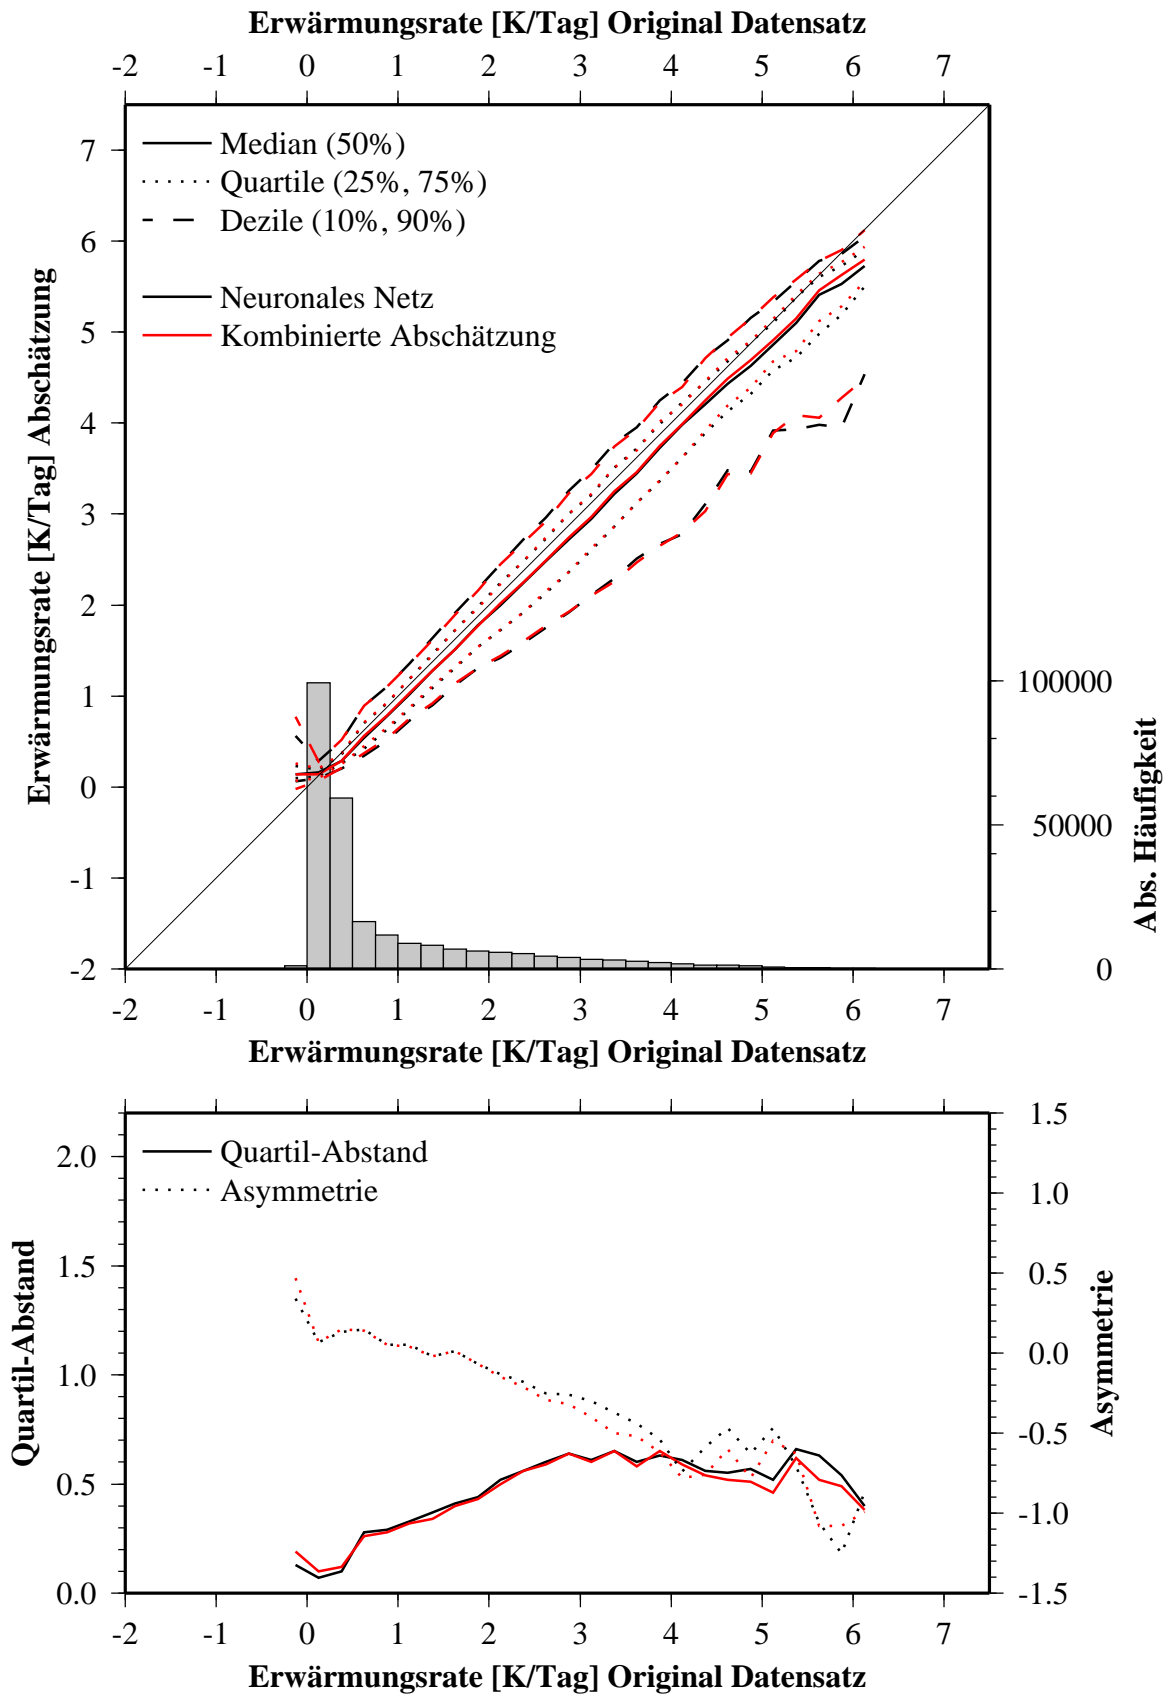 Erwärmungsrate [K/Tag] Original Datensatz
-2 -1 0 1 2 3 4 5 6 7
Median (50%)
Quartile (25%, 75%)
Dezile (10%, 90%)
Neuronales Netz
Kombinierte Abschätzung
Erwärmungsrate [K/Tag] Abschätzung
7
6
5
4
3
2
1
0
-1
-2
100000
50000
0
Abs. Häufigkeit
-2 -1 0 1 2 3 4 5 6 7
Erwärmungsrate [K/Tag] Original Datensatz
Quartil-Abstand
Asymmetrie
Quartil-Abstand
2.0
1.5
1.0
0.5
0.0
1.5
1.0
0.5
0.0
-0.5
-1.0
-1.5
Asymmetrie
-2 -1 0 1 2 3 4 5 6 7
Erwärmungsrate [K/Tag] Original Datensatz